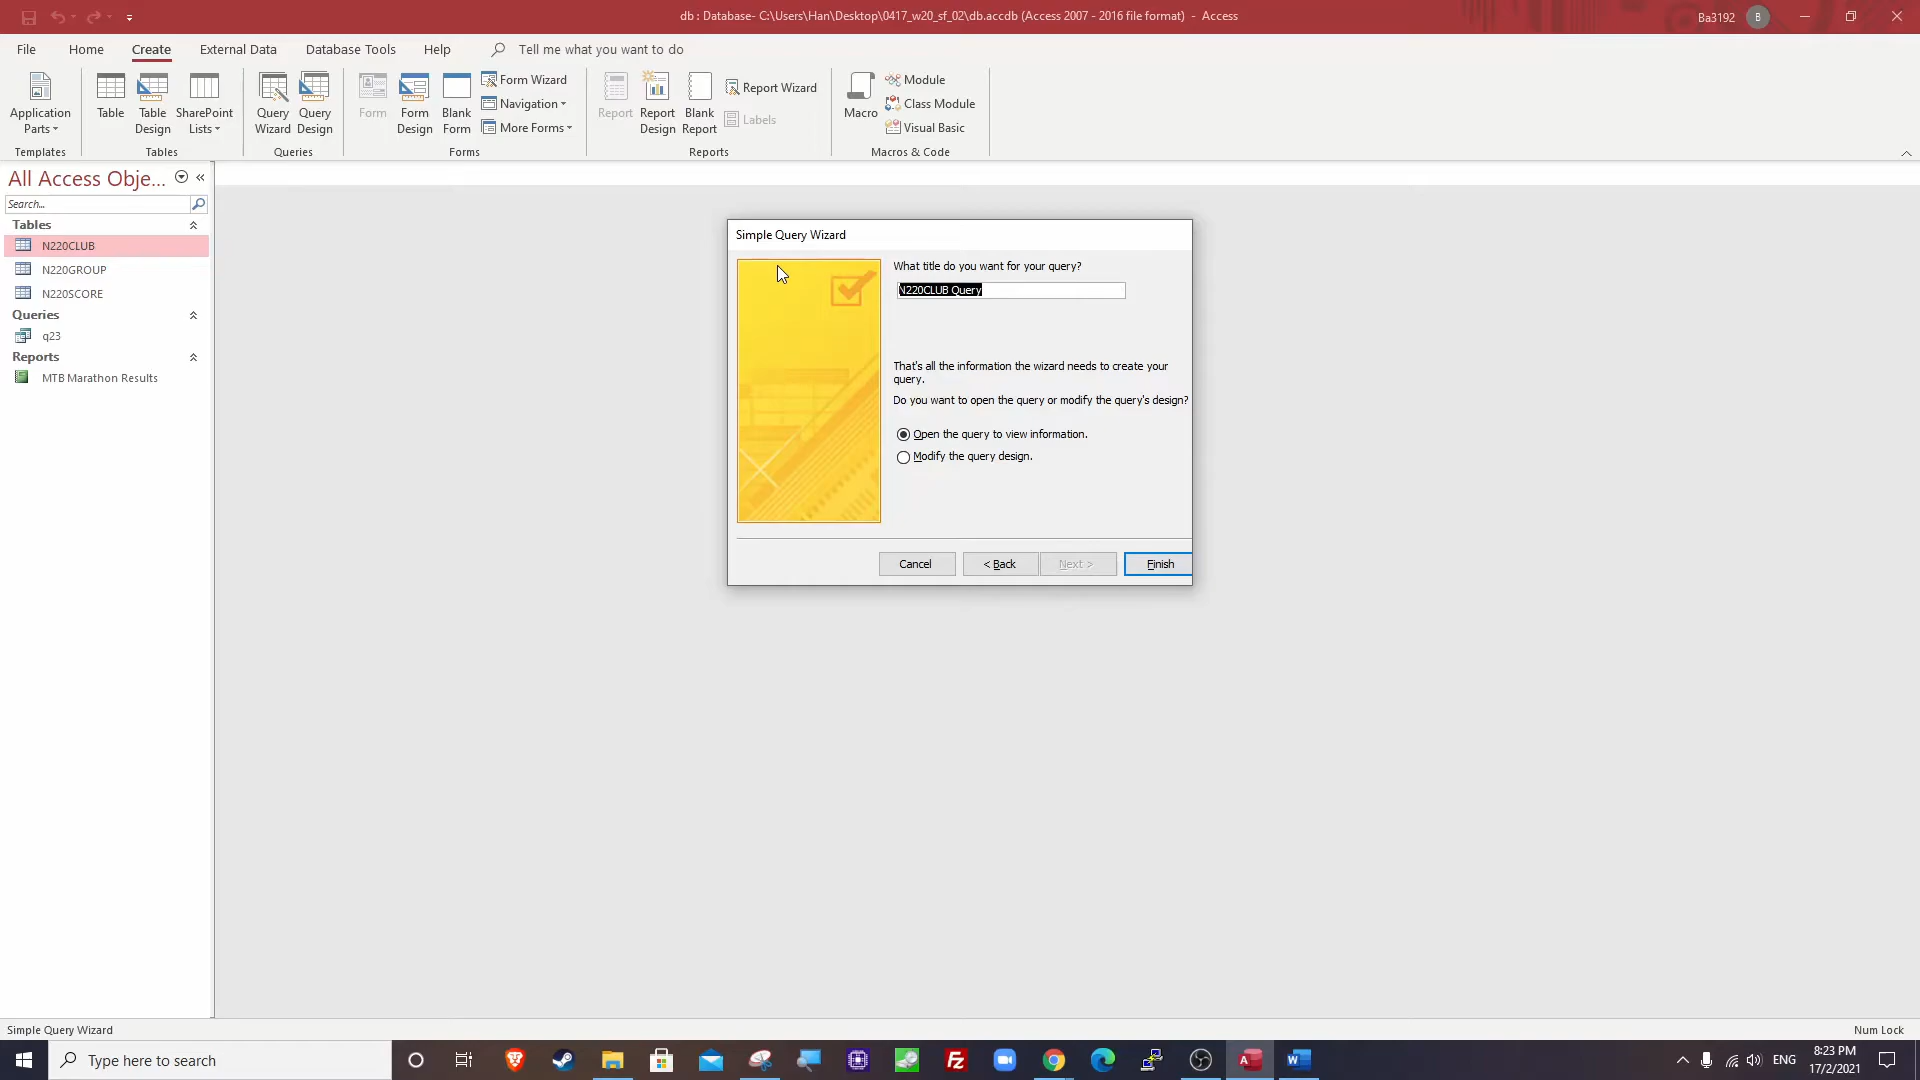 db : Database- C:\Users\Han\Desktop\0417_w20_sf_02\db.accdb (Access 2007 - 2016 file format) - Access
Ba3192
B
File
Home
Create
External Data
Database Tools
Help
Tell me what you want to do
Application
Parts
Table
Table
Design
SharePoint
Lists
Query
Wizard
Query
Design
Form
Form
Design
Blank
Form
Form Wizard
Navigation
More Forms
Report
Report
Design
Blank
Report
Report Wizard
Labels
Macro
Module
Class Module
Visual Basic
Templates
Tables
Queries
Forms
Reports
Macros & Code
All Access Obje...
Search...
Tables
N220CLUB
N220GROUP
N220SCORE
Queries
q23
Reports
MTB Marathon Results
Simple Query Wizard
What title do you want for your query?
N220CLUB Query
That's all the information the wizard needs to create your
query.
Do you want to open the query or modify the query's design?
Open the query to view information.
Modify the query design.
Cancel
< Back
Next >
Finish
Simple Query Wizard
Num Lock
Type here to search
ENG
8:23 PM
17/2/2021